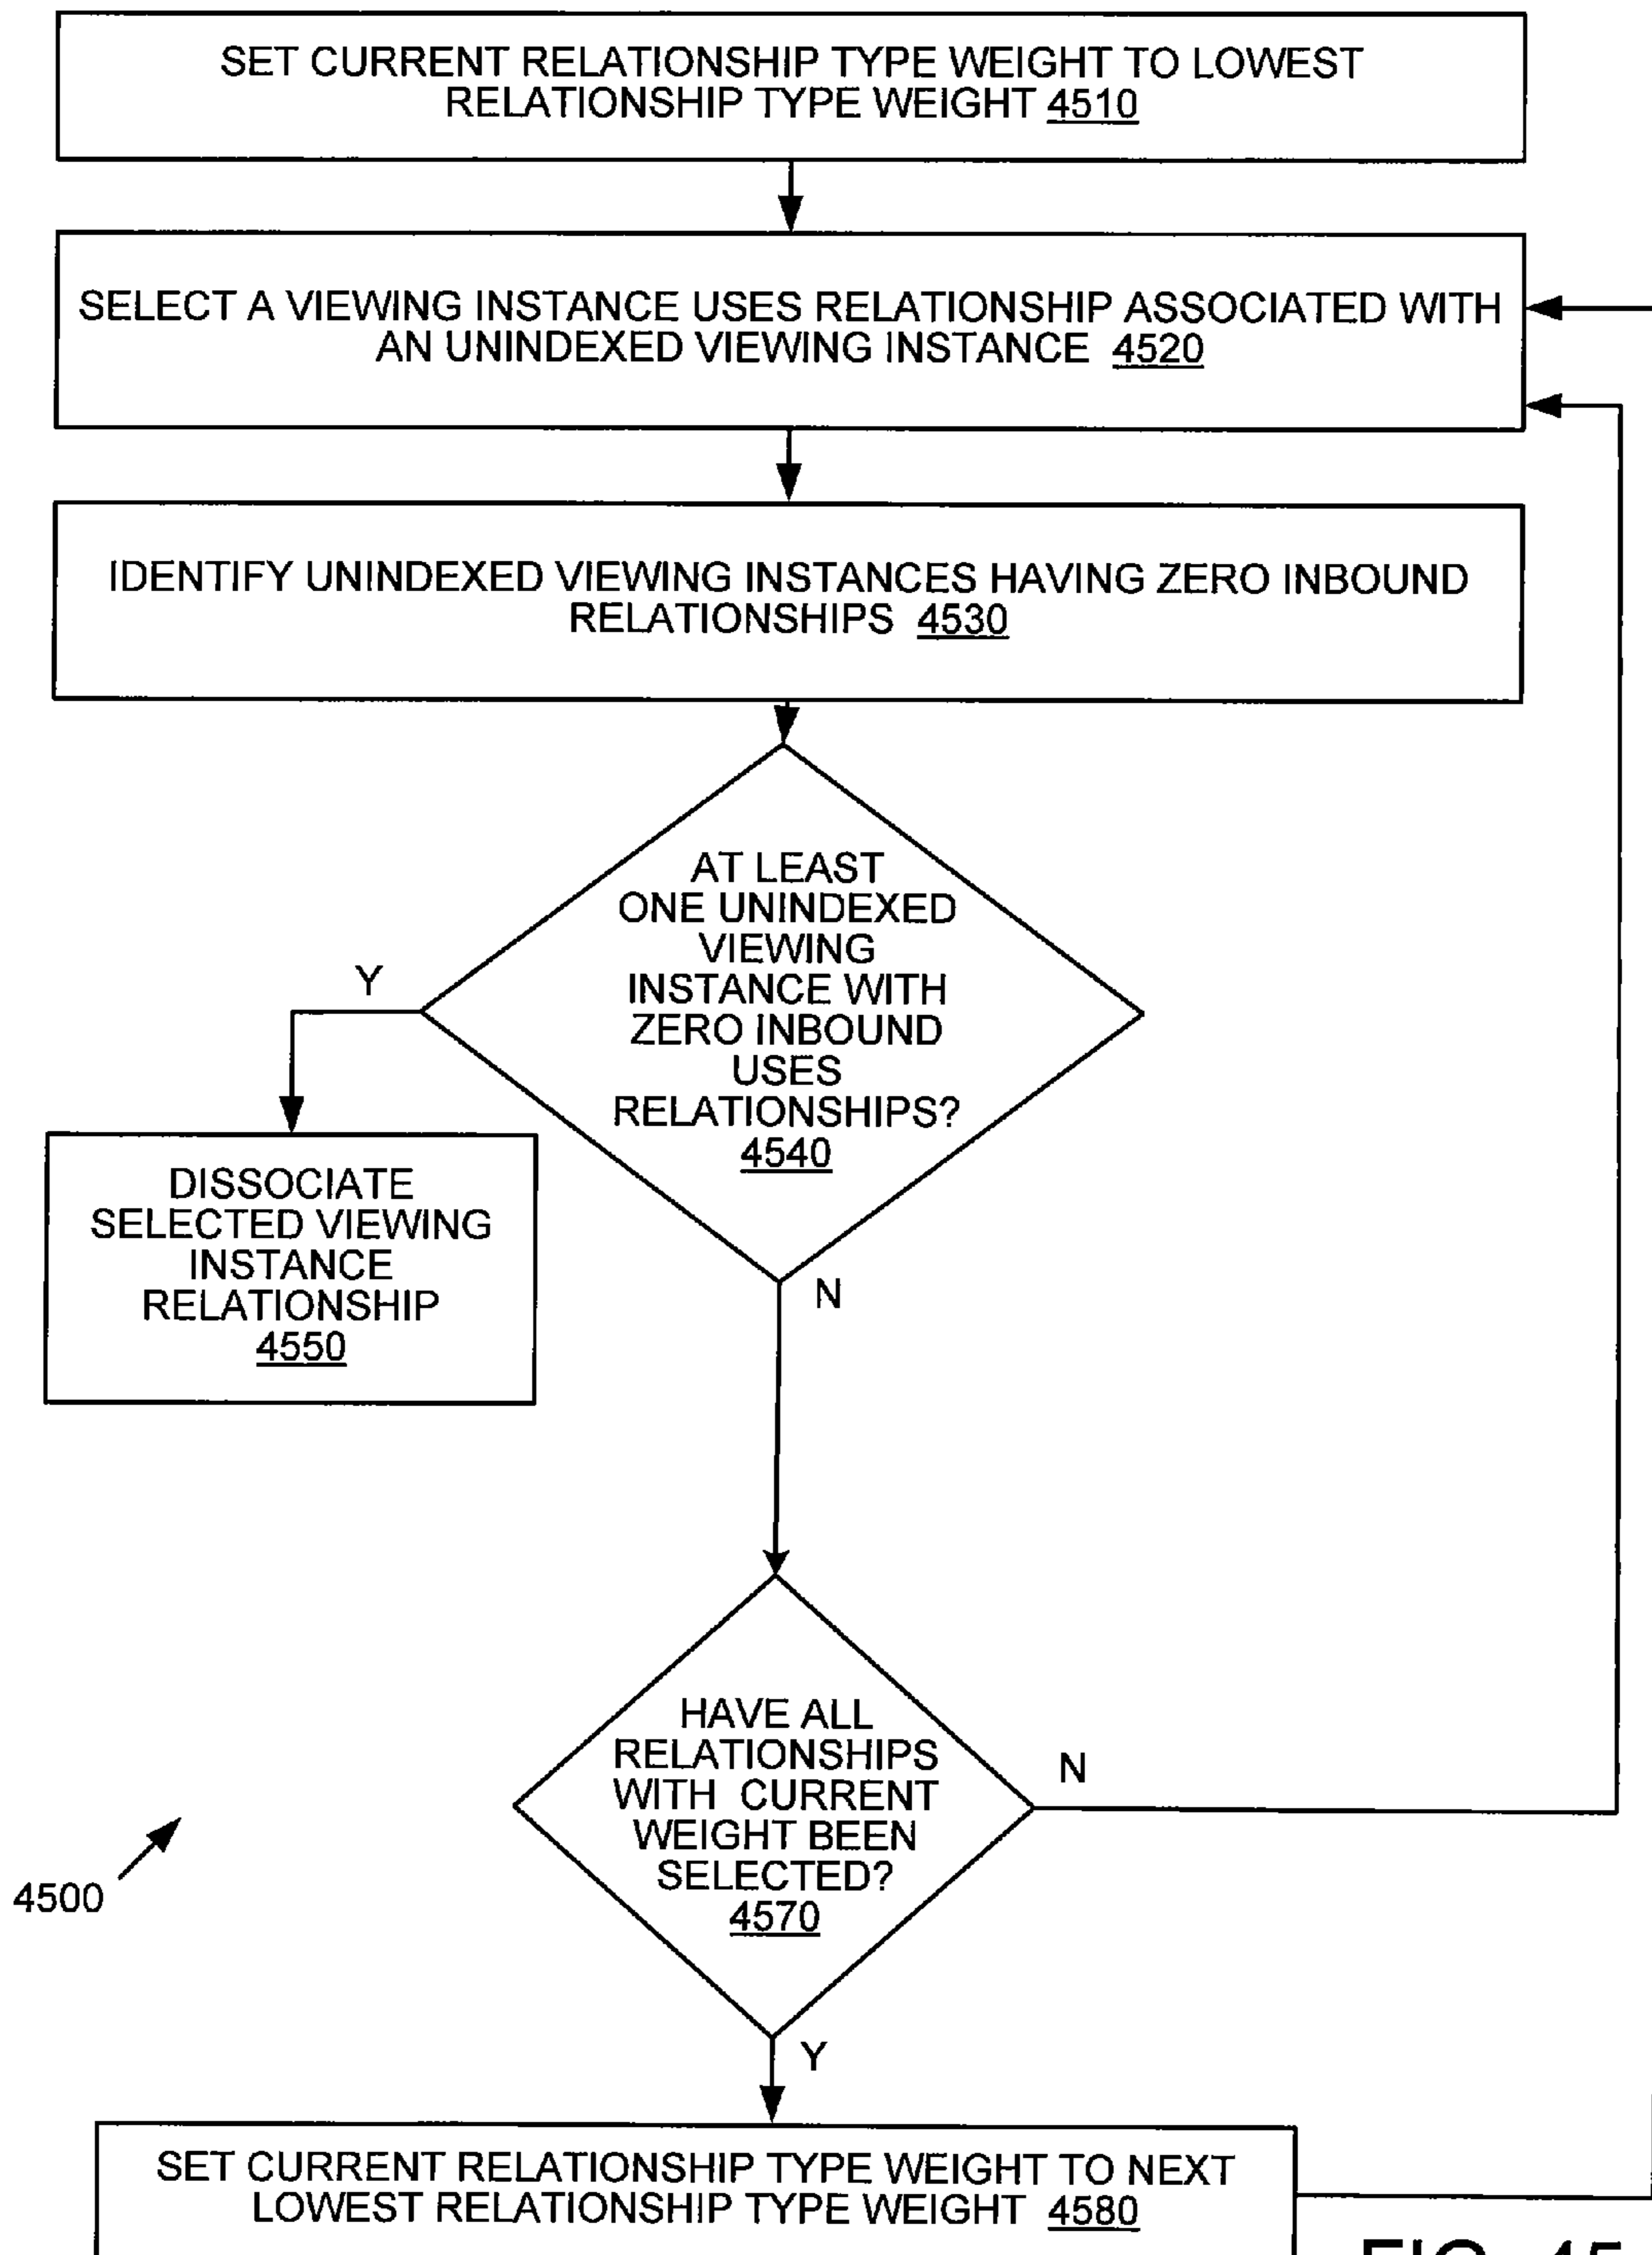 SET CURRENT RELATIONSHIP TYPE WEIGHT TO LOWEST
RELATIONSHIP TYPE WEIGHT 4510
SELECT A VIEWING INSTANCE USES RELATIONSHIP ASSOCIATED WITH
AN UNINDEXED VIEWING INSTANCE 4520
IDENTIFY UNINDEXED VIEWING INSTANCES HAVING ZERO INBOUND
RELATIONSHIPS 4530
AT LEAST
ONE UNINDEXED
VIEWING
INSTANCE WITH
ZERO INBOUND
USES
RELATIONSHIPS?
4540
Y
DISSOCIATE
SELECTED VIEWING
INSTANCE
RELATIONSHIP
4550
N
HAVE ALL
RELATIONSHIPS
WITH CURRENT
WEIGHT BEEN
SELECTED?
4570
N
4500
Y
SET CURRENT RELATIONSHIP TYPE WEIGHT TO NEXT
LOWEST RELATIONSHIP TYPE WEIGHT 4580
FIG. 45